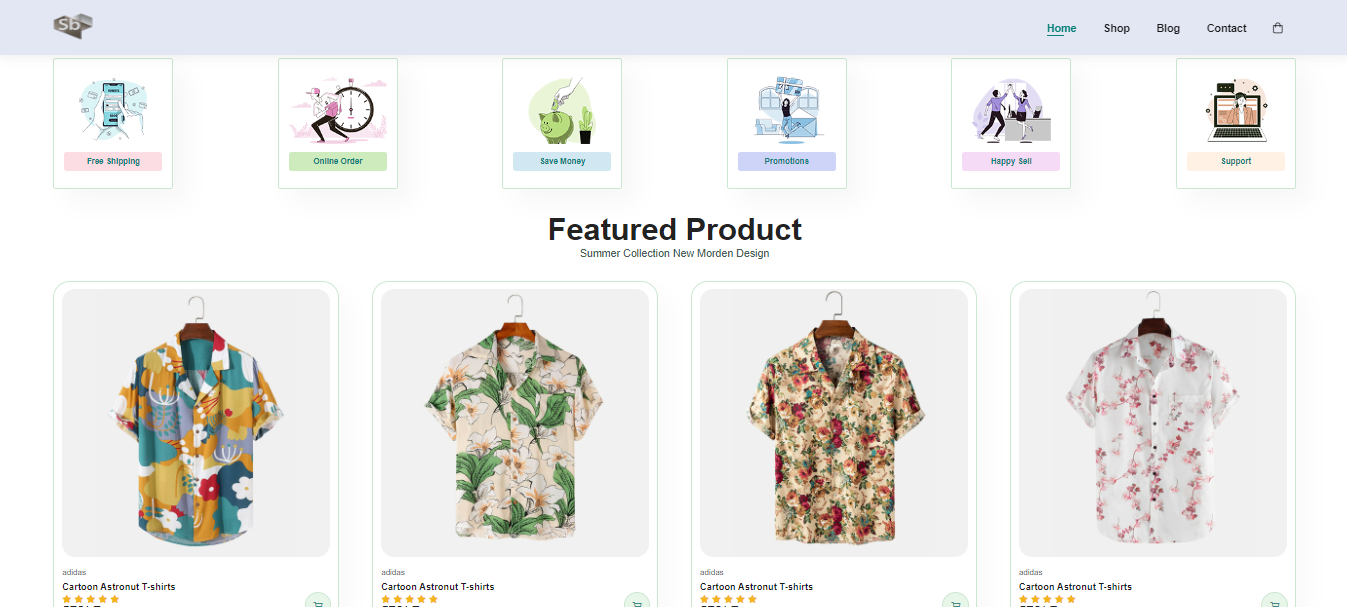 Sb
Home Shop Blog Contact
Free Shipping Online Order Save Money Promotions Happy Sell Support
Featured Product
Summer Collection New Morden Design
adidas adidas adidas adidas
Cartoon Astronut T-shirts Cartoon Astronut T-shirts Cartoon Astronut T-shirts Cartoon Astronut T-shirts